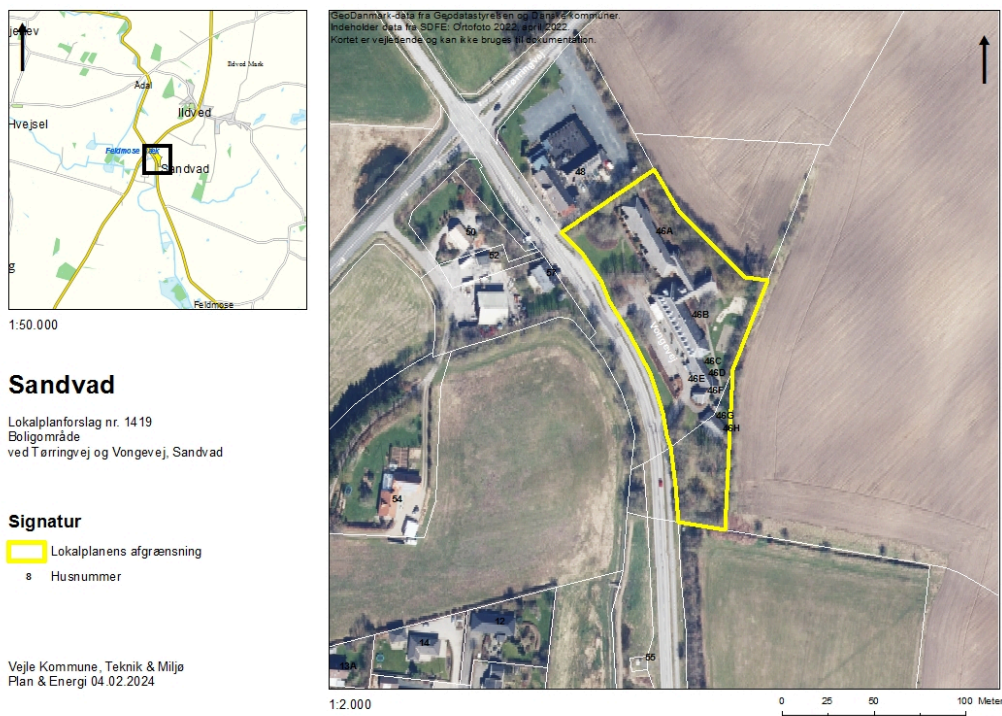 jerlev
Ildved Mark
Ådal
Ildved
Hvejsel
Feldmose Bæk
Sandvad
g
Feldmose
1:50.000
Sandvad
Lokalplanforslag nr. 1419
Boligområde
ved Tørringvej og Vongevej, Sandvad
Signatur
Lokalplanens afgrænsning
8 Husnummer
Vejle Kommune, Teknik & Miljø
Plan & Energi 04.02.2024
GeoDanmark-data fra Geodatastyrelsen og Danske kommuner.
Indeholder data fra SDFE: Ortofoto 2022, april 2022
Kortet er vejledende og kan ikke bruges til dokumentation.
48
46A
50
52
57
46B
Vongevej
46C
46D
46E
46F
46G
46H
54
12
14
13A
55
1:2.000
0 25 50 100 Meter